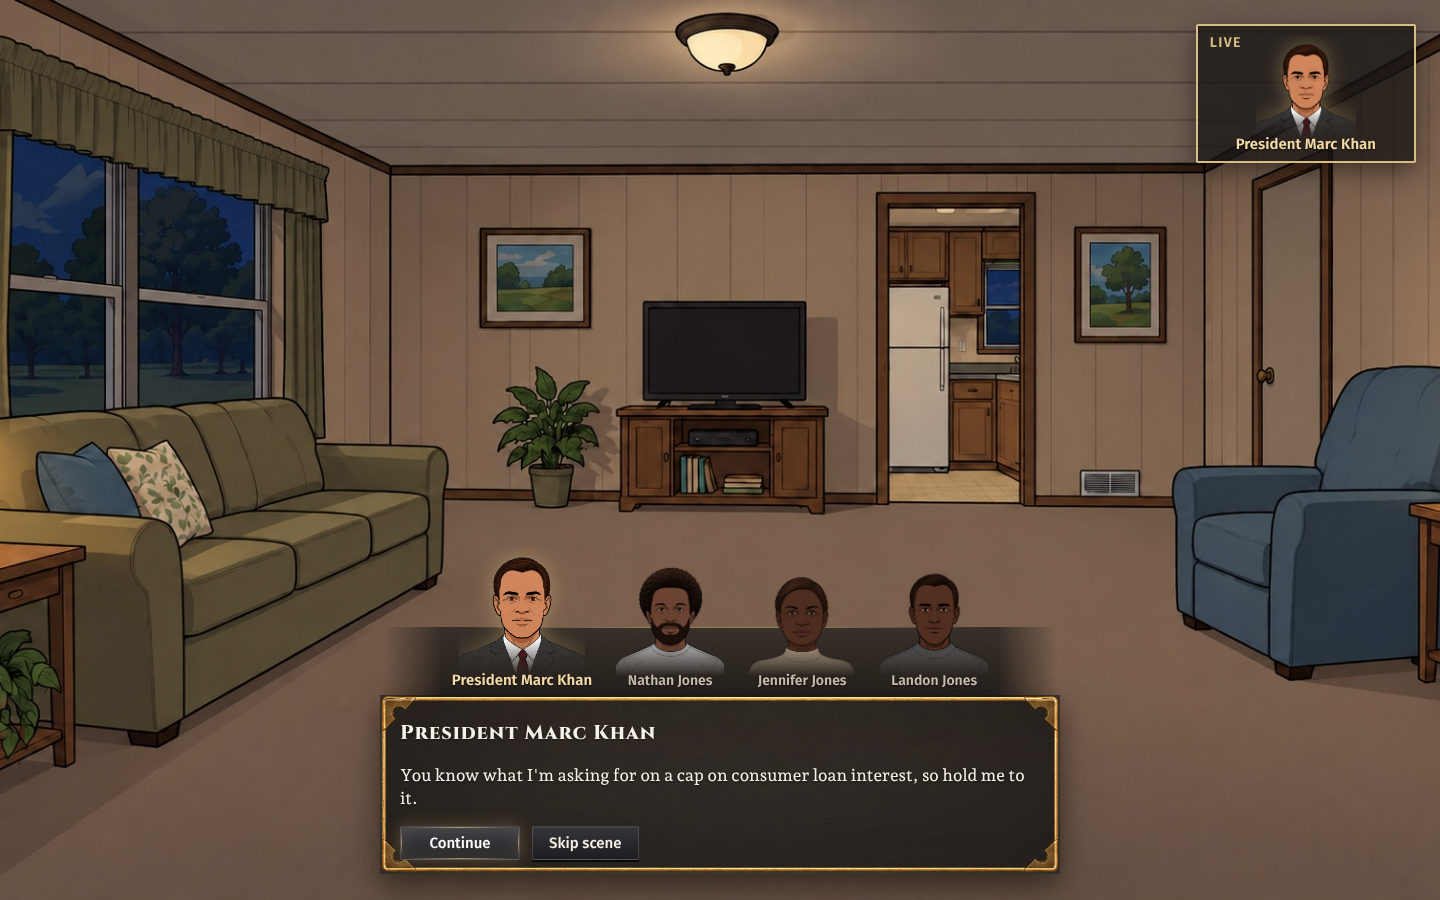 LIVE
President Marc Khan
President Marc Khan
Nathan Jones
Jennifer Jones
Landon Jones
President Marc Khan
You know what I'm asking for on a cap on consumer loan interest, so hold me to
it.
Continue
Skip scene